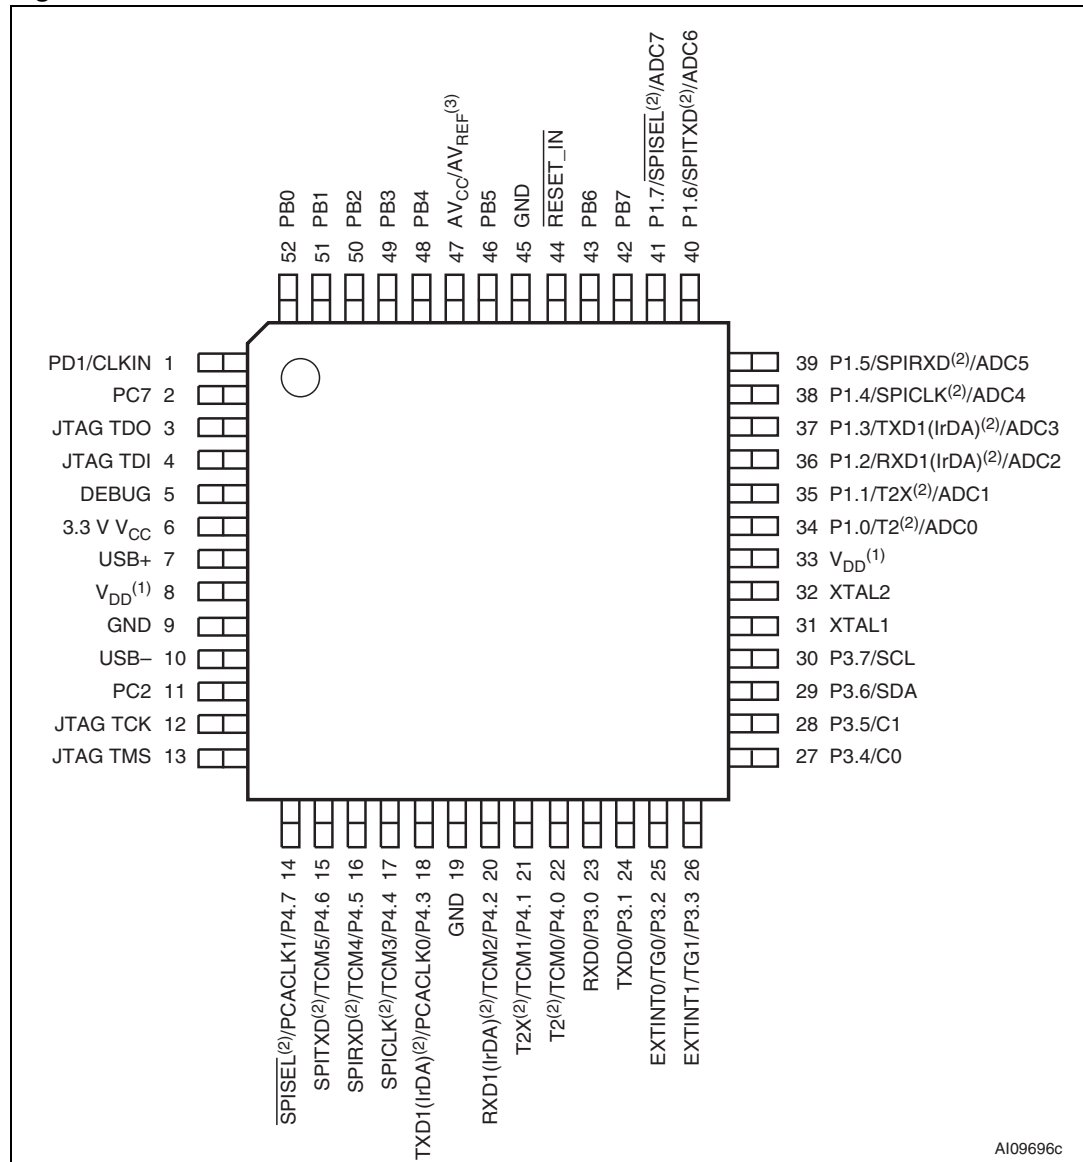 52 PB0
51 PB1
50 PB2
49 PB3
48 PB4
47 AVCC/AVREF(3)
46 PB5
45 GND
44 RESET_IN
43 PB6
42 PB7
41 P1.7/SPISEL(2)/ADC7
40 P1.6/SPITXD(2)/ADC6
PD1/CLKIN 1
PC7 2
JTAG TDO 3
JTAG TDI 4
DEBUG 5
3.3 V VCC 6
USB+ 7
VDD(1) 8
GND 9
USB– 10
PC2 11
JTAG TCK 12
JTAG TMS 13
39 P1.5/SPIRXD(2)/ADC5
38 P1.4/SPICLK(2)/ADC4
37 P1.3/TXD1(IrDA)(2)/ADC3
36 P1.2/RXD1(IrDA)(2)/ADC2
35 P1.1/T2X(2)/ADC1
34 P1.0/T2(2)/ADC0
33 VDD(1)
32 XTAL2
31 XTAL1
30 P3.7/SCL
29 P3.6/SDA
28 P3.5/C1
27 P3.4/C0
SPISEL(2)/PCACLK1/P4.7 14
SPITXD(2)/TCM5/P4.6 15
SPIRXD(2)/TCM4/P4.5 16
SPICLK(2)/TCM3/P4.4 17
TXD1(IrDA)(2)/PCACLK0/P4.3 18
GND 19
RXD1(IrDA)(2)/TCM2/P4.2 20
T2X(2)/TCM1/P4.1 21
T2(2)/TCM0/P4.0 22
RXD0/P3.0 23
TXD0/P3.1 24
EXTINT0/TG0/P3.2 25
EXTINT1/TG1/P3.3 26
AI09696c